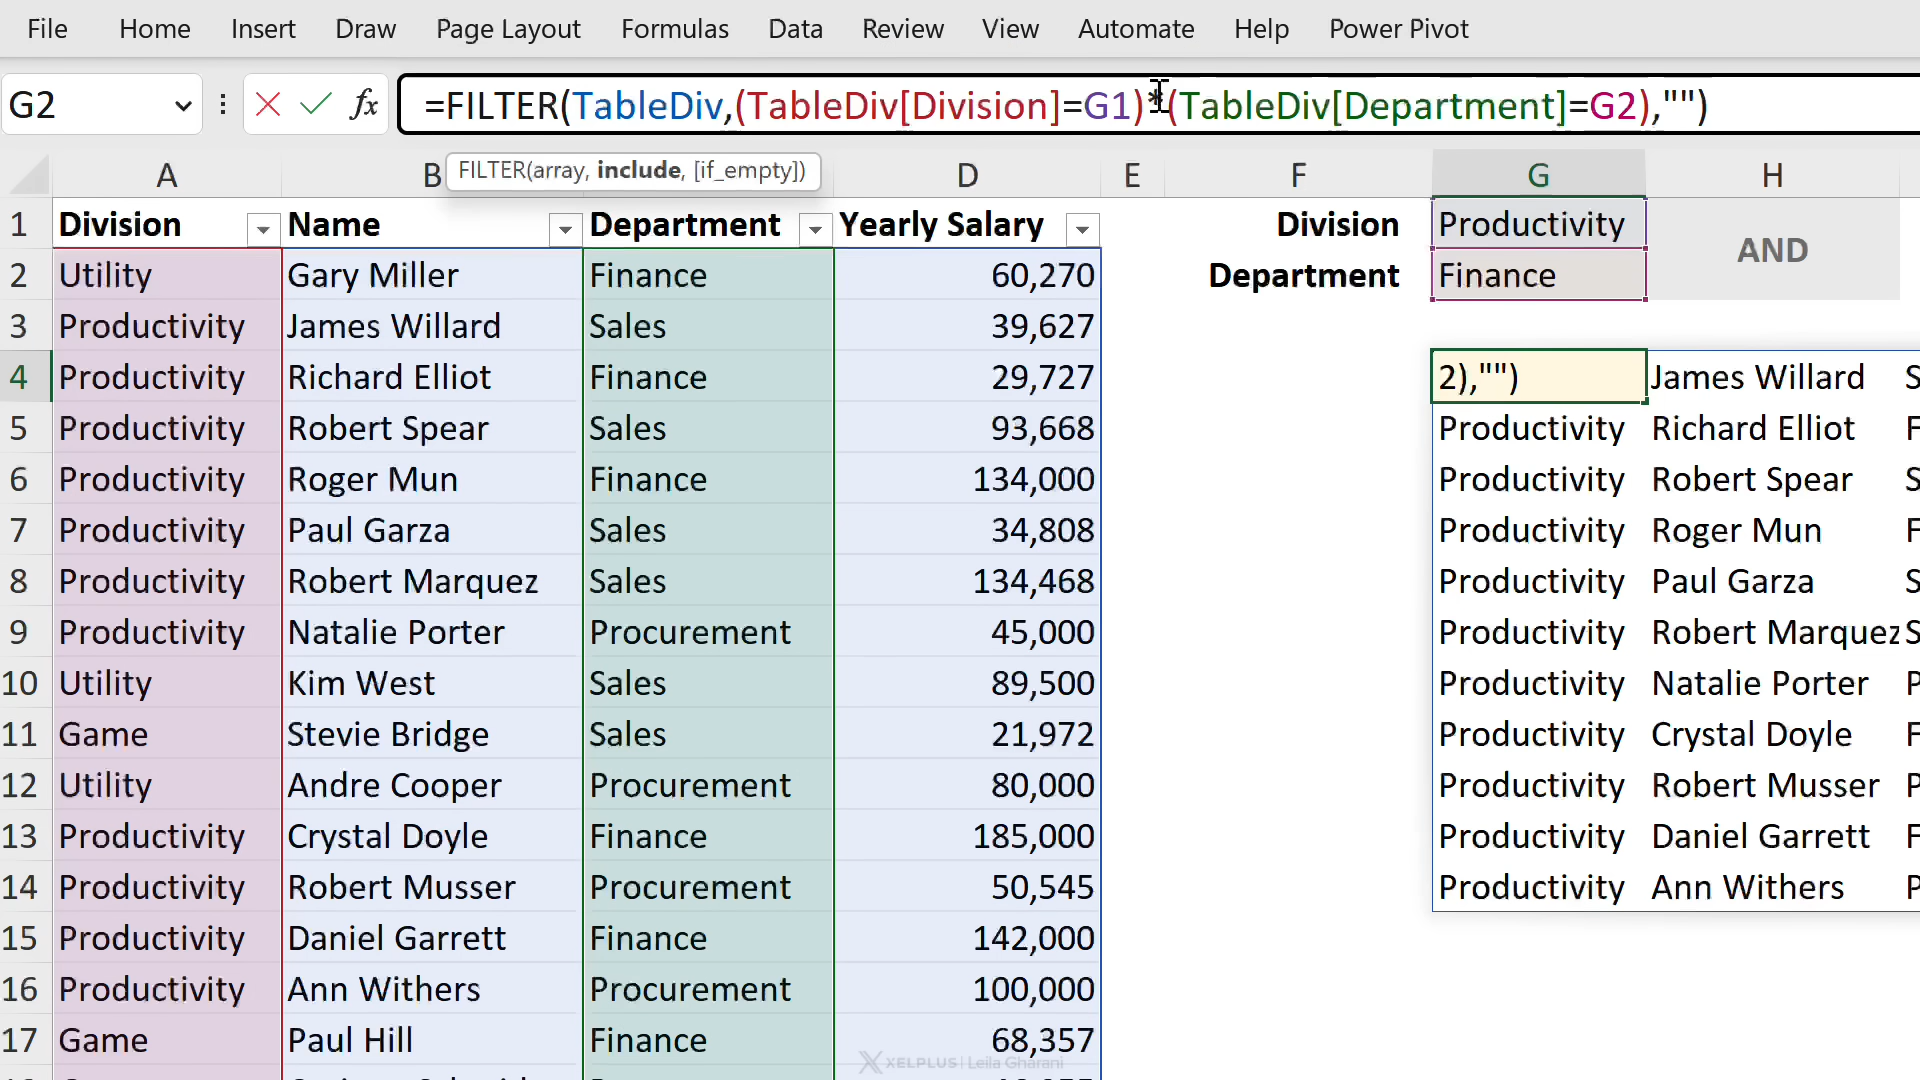 File Home Insert Draw Page Layout Formulas Data Review View Automate Help Power Pivot
G2 fx =FILTER(TableDiv,(TableDiv[Division]=G1)*(TableDiv[Department]=G2),"")
FILTER(array, include, [if_empty])
A B D E F G H
1 Division Name Department Yearly Salary Division Productivity AND
2 Utility Gary Miller Finance 60,270 Department Finance
3 Productivity James Willard Sales 39,627
4 Productivity Richard Elliot Finance 29,727 2),"") James Willard S
5 Productivity Robert Spear Sales 93,668 Productivity Richard Elliot F
6 Productivity Roger Mun Finance 134,000 Productivity Robert Spear S
7 Productivity Paul Garza Sales 34,808 Productivity Roger Mun F
8 Productivity Robert Marquez Sales 134,468 Productivity Paul Garza S
9 Productivity Natalie Porter Procurement 45,000 Productivity Robert Marquez S
10 Utility Kim West Sales 89,500 Productivity Natalie Porter P
11 Game Stevie Bridge Sales 21,972 Productivity Crystal Doyle F
12 Utility Andre Cooper Procurement 80,000 Productivity Robert Musser P
13 Productivity Crystal Doyle Finance 185,000 Productivity Daniel Garrett F
14 Productivity Robert Musser Procurement 50,545 Productivity Ann Withers P
15 Productivity Daniel Garrett Finance 142,000
16 Productivity Ann Withers Procurement 100,000
17 Game Paul Hill Finance 68,357
XELPLUS | Leila Gharani